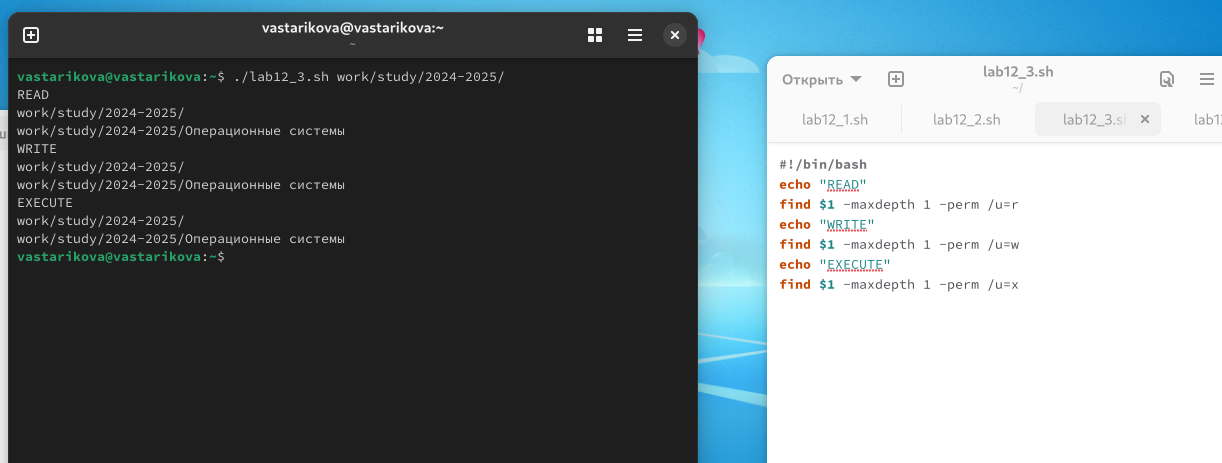 vastarikova@vastarikova:~
~
vastarikova@vastarikova:~$ ./lab12_3.sh work/study/2024-2025/
READ
work/study/2024-2025/
work/study/2024-2025/Операционные системы
WRITE
work/study/2024-2025/
work/study/2024-2025/Операционные системы
EXECUTE
work/study/2024-2025/
work/study/2024-2025/Операционные системы
vastarikova@vastarikova:~$
Открыть
lab12_3.sh
~/
lab12_1.sh
lab12_2.sh
lab12_3.sh
lab12
#!/bin/bash
echo "READ"
find $1 -maxdepth 1 -perm /u=r
echo "WRITE"
find $1 -maxdepth 1 -perm /u=w
echo "EXECUTE"
find $1 -maxdepth 1 -perm /u=x